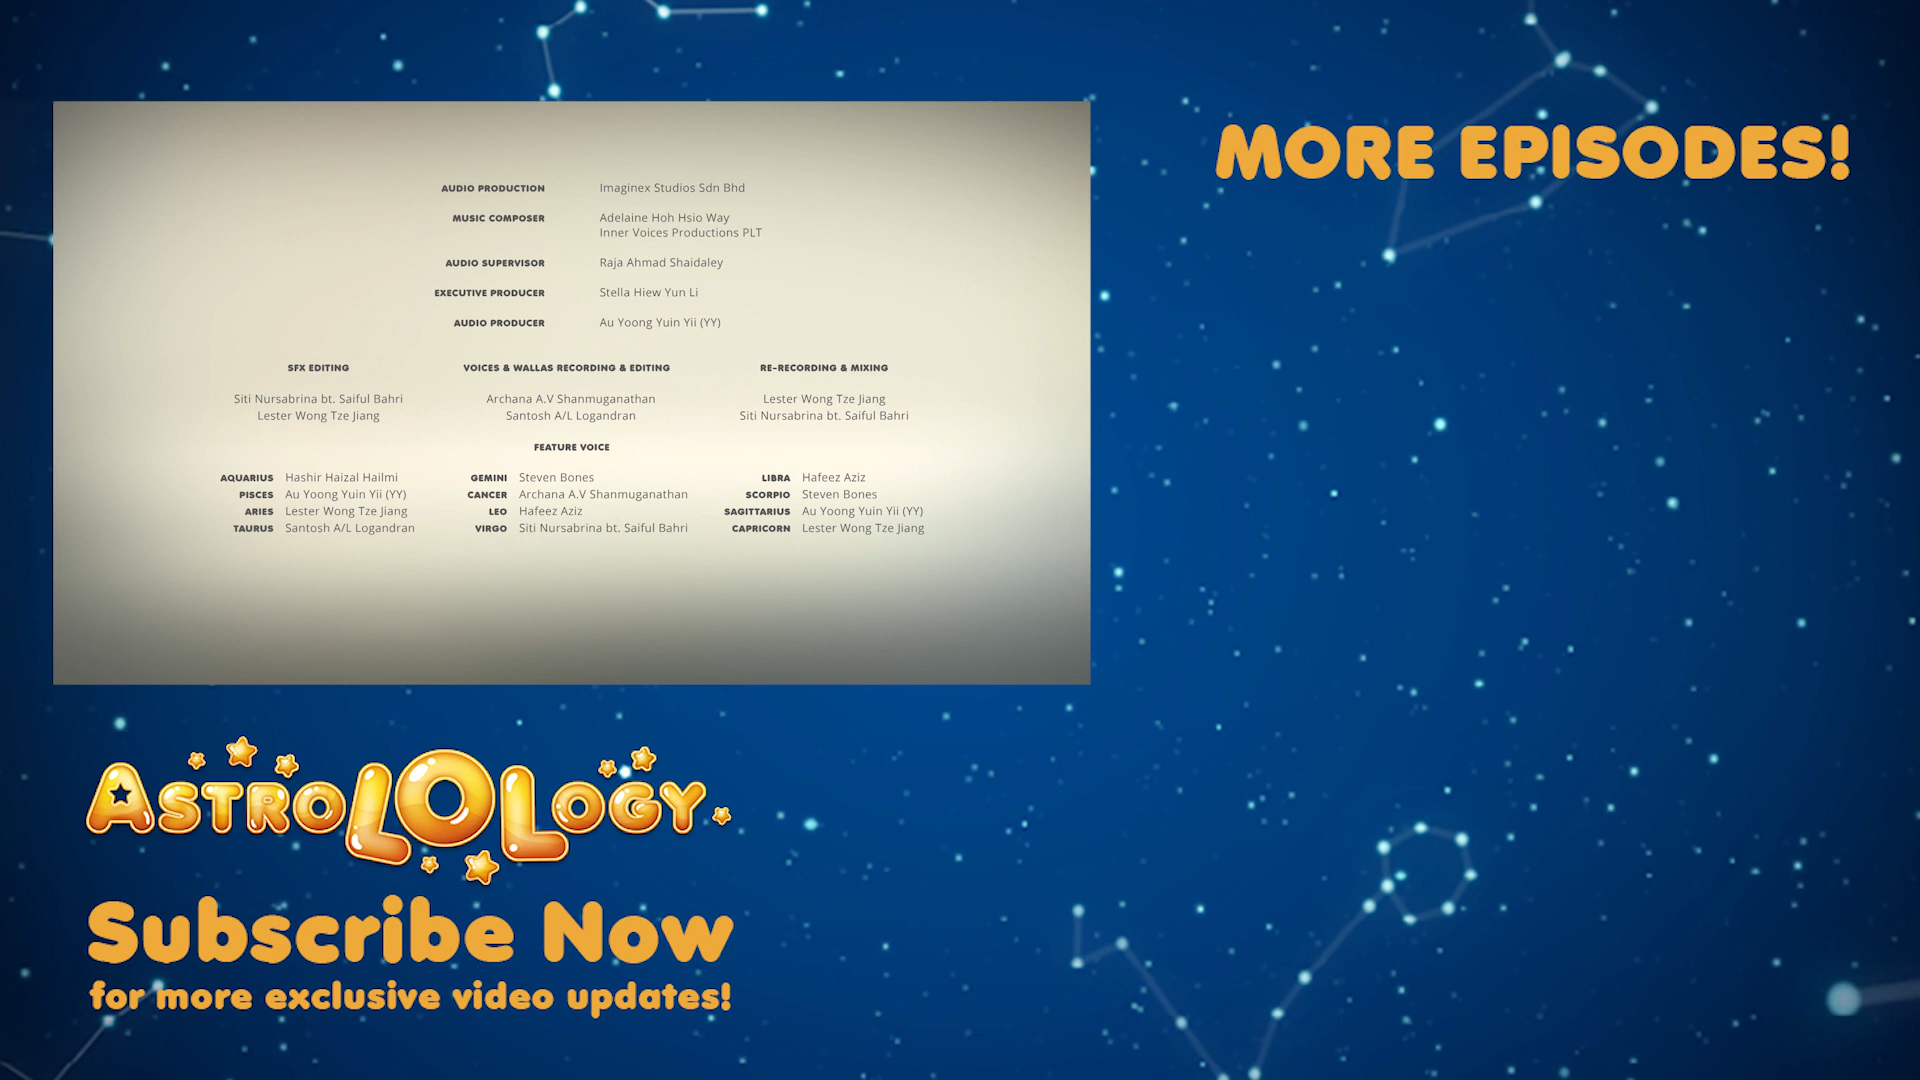 MORE EPISODES!
AUDIO PRODUCTION Imaginex Studios Sdn Bhd
MUSIC COMPOSER Adelaine Hoh Hsio Way
Inner Voices Productions PLT
AUDIO SUPERVISOR Raja Ahmad Shaidaley
EXECUTIVE PRODUCER Stella Hiew Yun Li
AUDIO PRODUCER Au Yoong Yuin Yii (YY)
SFX EDITING VOICES & WALLAS RECORDING & EDITING RE-RECORDING & MIXING
Siti Nursabrina bt. Saiful Bahri Archana A.V Shanmuganathan Lester Wong Tze Jiang
Lester Wong Tze Jiang Santosh A/L Logandran Siti Nursabrina bt. Saiful Bahri
FEATURE VOICE
AQUARIUS Hashir Haizal Hailmi GEMINI Steven Bones LIBRA Hafeez Aziz
PISCES Au Yoong Yuin Yii (YY) CANCER Archana A.V Shanmuganathan SCORPIO Steven Bones
ARIES Lester Wong Tze Jiang LEO Hafeez Aziz SAGITTARIUS Au Yoong Yuin Yii (YY)
TAURUS Santosh A/L Logandran VIRGO Siti Nursabrina bt. Saiful Bahri CAPRICORN Lester Wong Tze Jiang
ASTROLOLOGY
Subscribe Now
for more exclusive video updates!